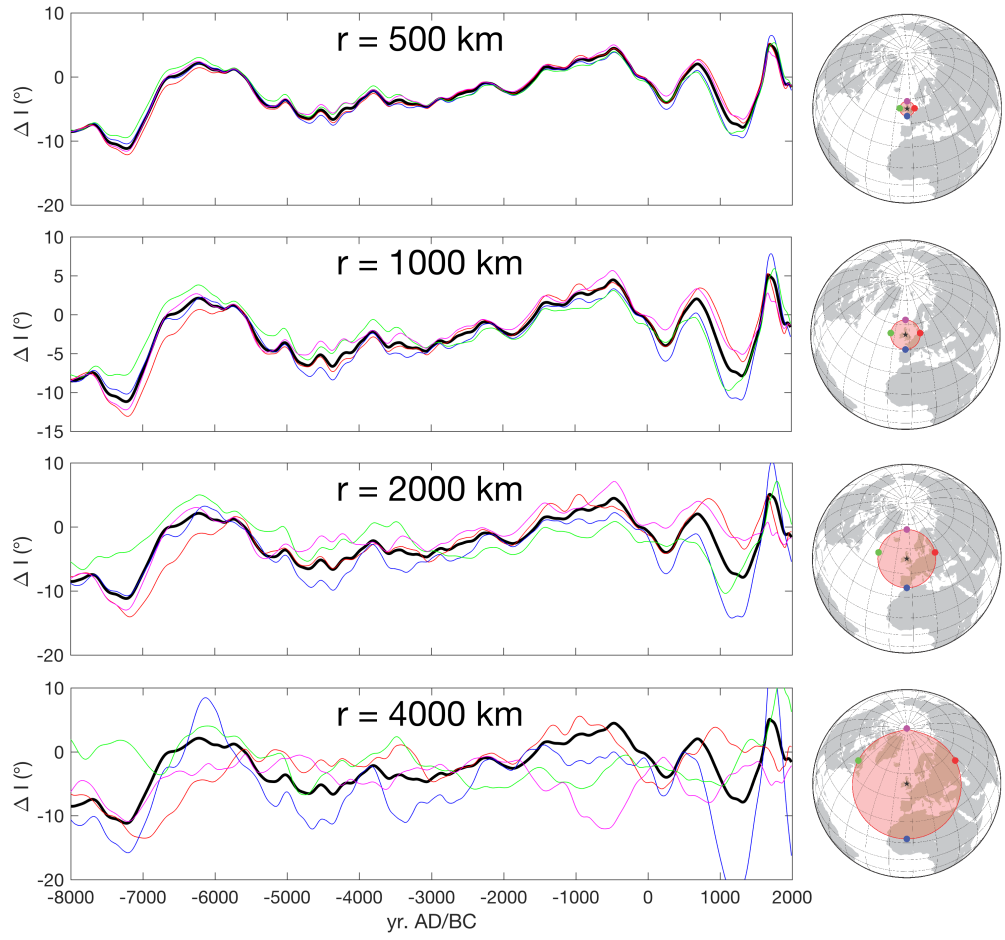 r = 500 km
10
0
-10
-20
Δ I (°)
r = 1000 km
10
5
0
-5
-10
-15
Δ I (°)
r = 2000 km
10
0
-10
-20
Δ I (°)
r = 4000 km
10
0
-10
-20
Δ I (°)
-8000 -7000 -6000 -5000 -4000 -3000 -2000 -1000 0 1000 2000
yr. AD/BC